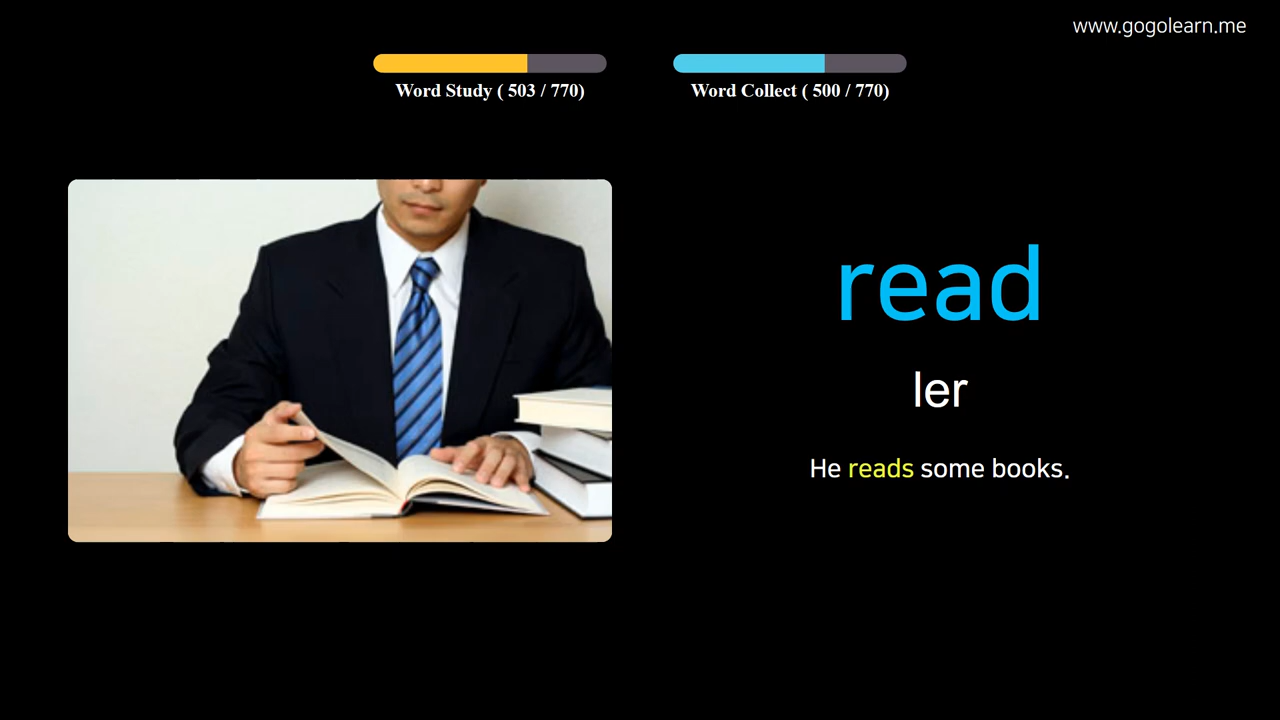 www.gogolearn.me
Word Study ( 503 / 770)
Word Collect ( 500 / 770)
read
ler
He reads some books.